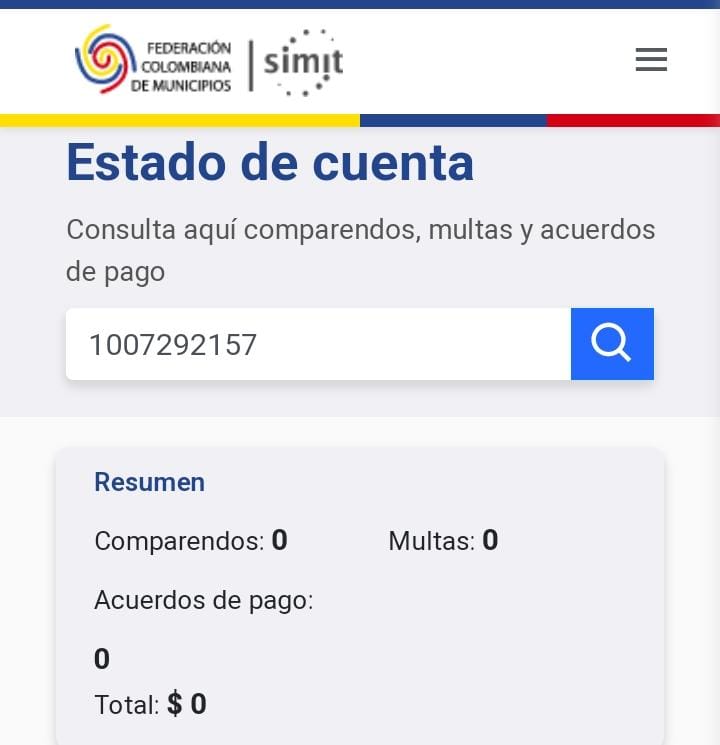 FEDERACIÓN
COLOMBIANA
DE MUNICIPIOS
simit
Estado de cuenta
Consulta aquí comparendos, multas y acuerdos
de pago
1007292157
Resumen
Comparendos: 0 Multas: 0
Acuerdos de pago:
0
Total: $ 0